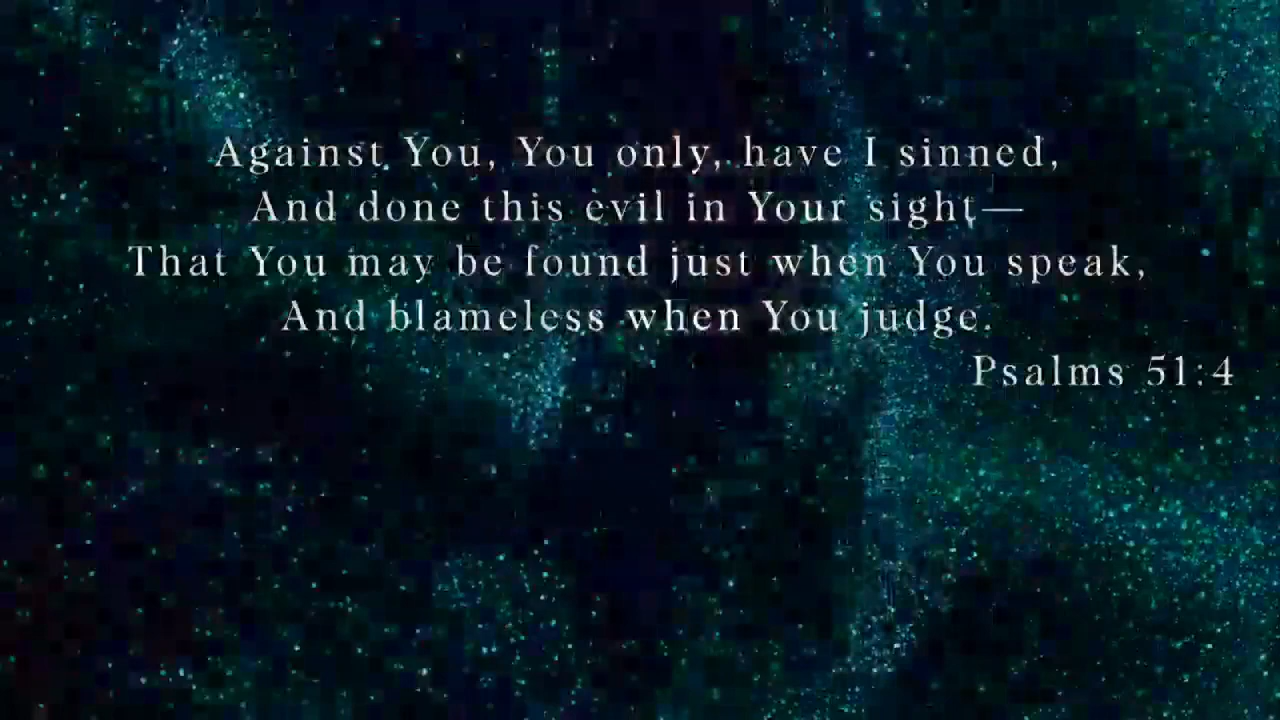 Against You, You only, have I sinned,
And done this evil in Your sight—
That You may be found just when You speak,
And blameless when You judge.
Psalms 51:4